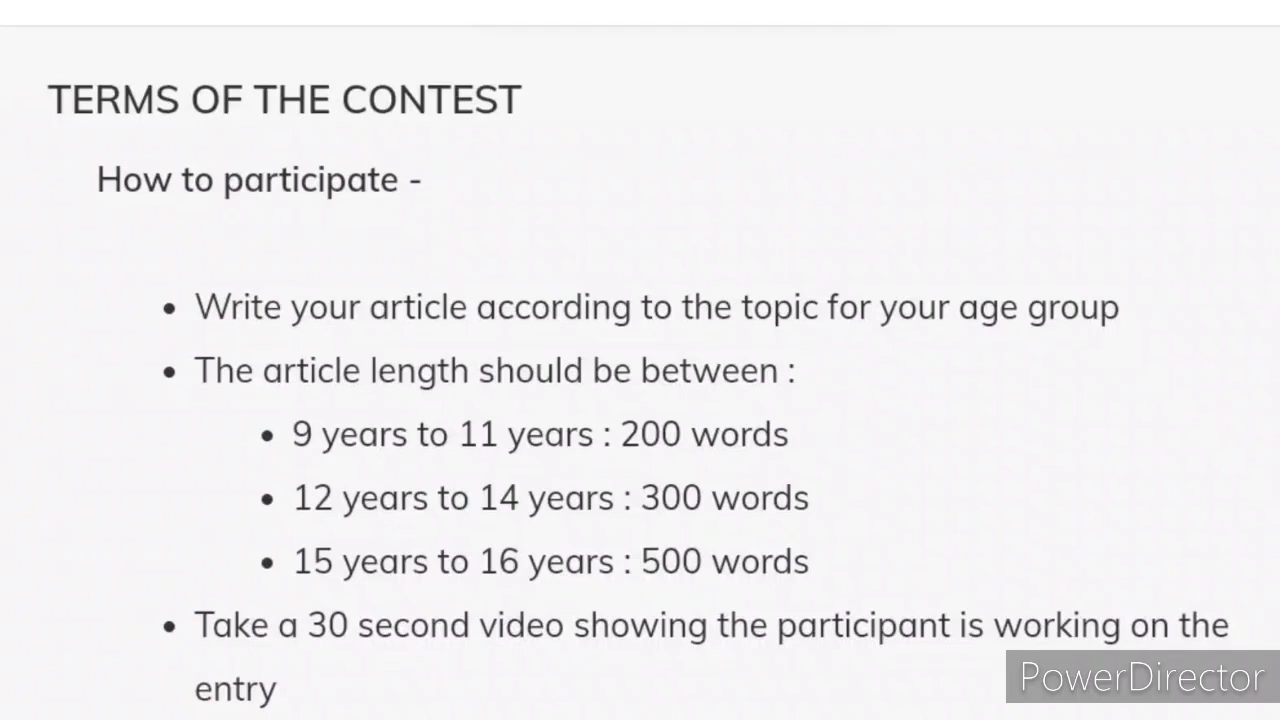 TERMS OF THE CONTEST
How to participate -
• Write your article according to the topic for your age group
• The article length should be between :
• 9 years to 11 years : 200 words
• 12 years to 14 years : 300 words
• 15 years to 16 years : 500 words
• Take a 30 second video showing the participant is working on the
entry
PowerDirector